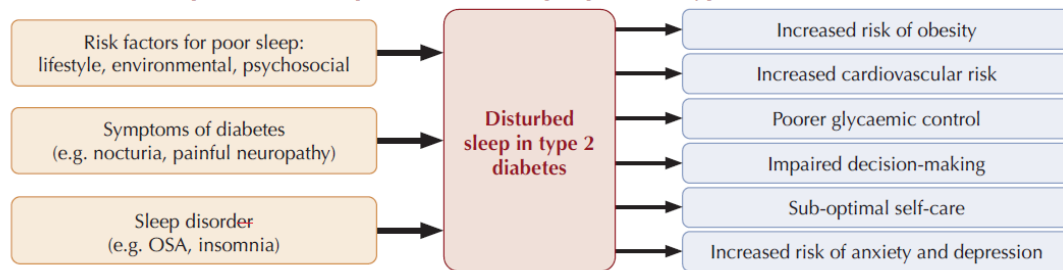 Risk factors for poor sleep:
lifestyle, environmental, psychosocial
Symptoms of diabetes
(e.g. nocturia, painful neuropathy)
Sleep disorder
(e.g. OSA, insomnia)
Disturbed
sleep in type 2
diabetes
Increased risk of obesity
Increased cardiovascular risk
Poorer glycaemic control
Impaired decision-making
Sub-optimal self-care
Increased risk of anxiety and depression